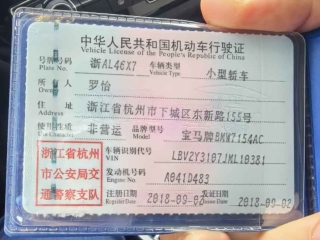 中华人民共和国机动车行驶证
Vehicle License of the People's Republic of China
号牌号码 浙AL46X7 车辆类型 小型轿车
Plate No. Vehicle Type
所有人 罗怡
Owner
住址 浙江省杭州市下城区东新路155号
Address
使用性质 非营运 品牌型号 宝马牌BMW7154AC
浙江省杭州市公安局交通警察支队
车辆识别代号 LBVZY3107JML10381
VIN
发动机号码 A041D483
Engine No.
注册日期 2018-09-02 发证日期 2018-09-02
Register Date Issue Date